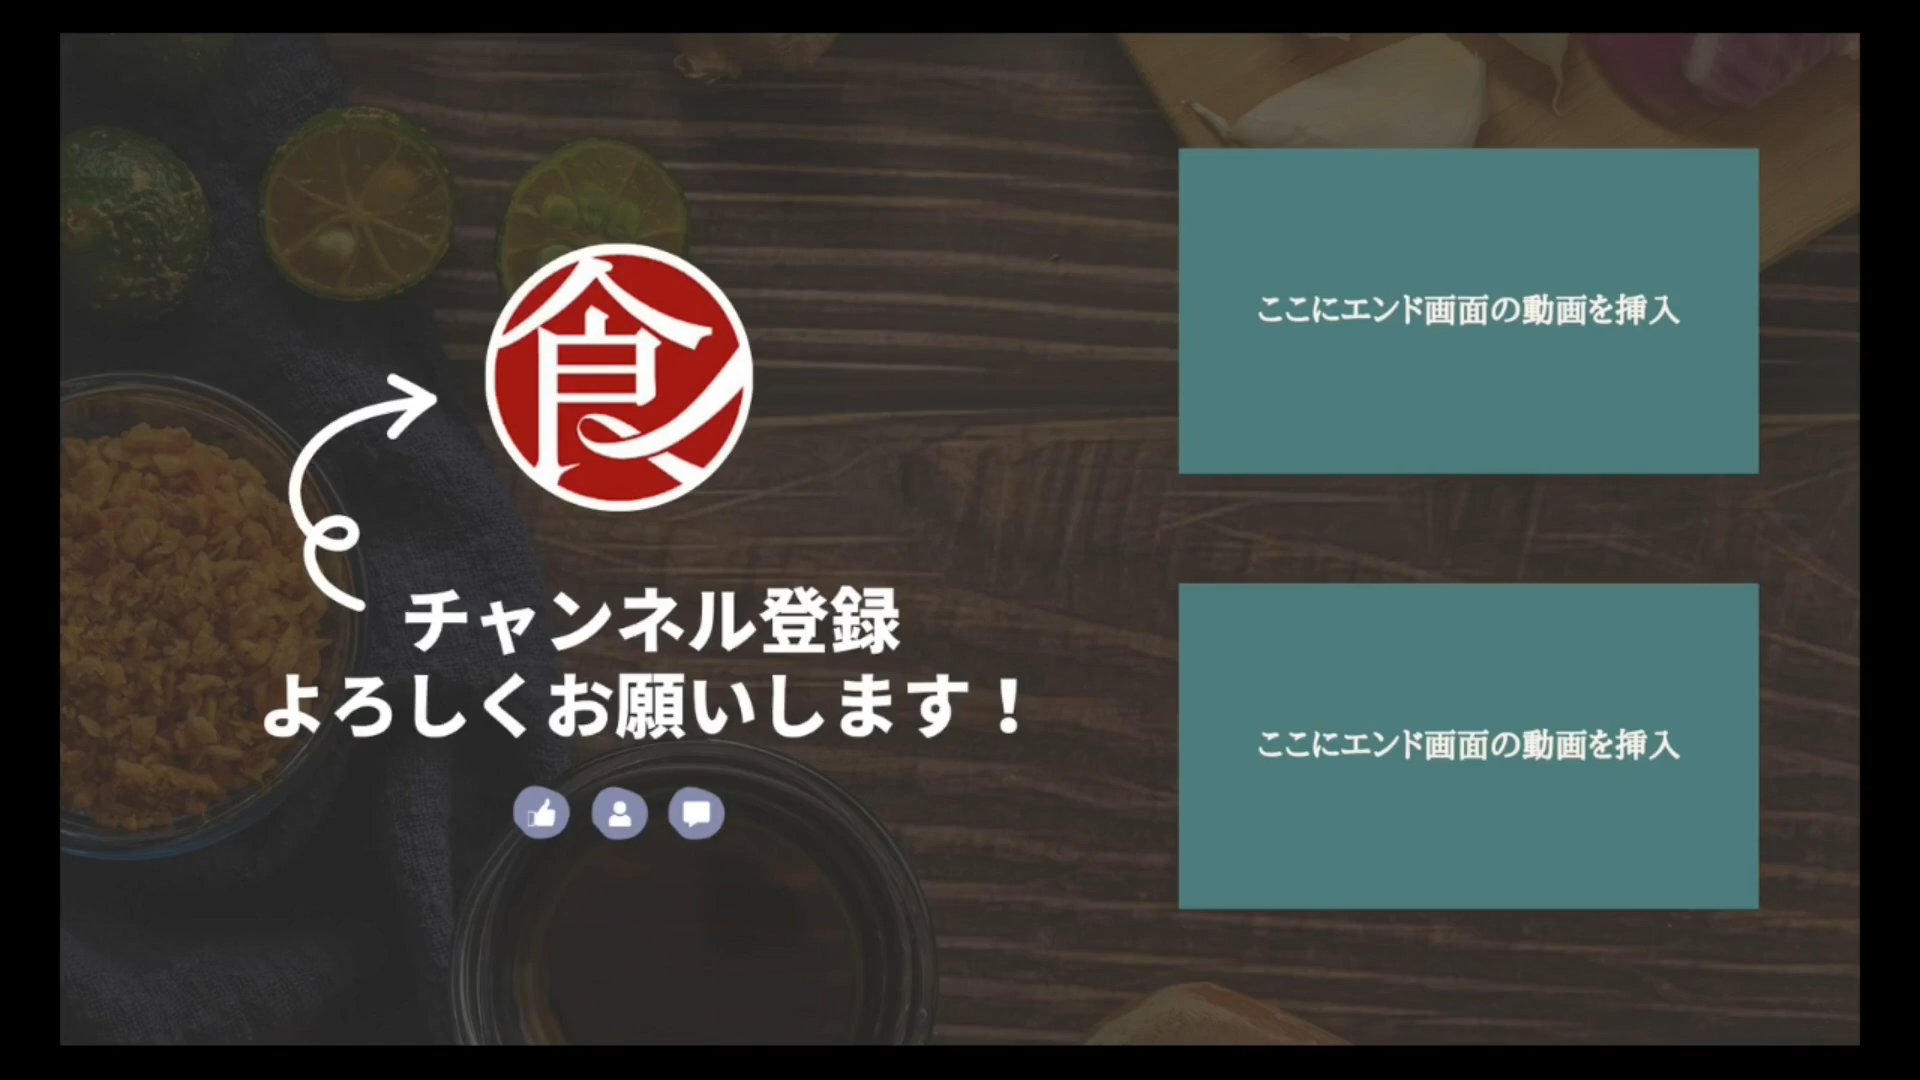 食
チャンネル登録
よろしくお願いします！
ここにエンド画面の動画を挿入
ここにエンド画面の動画を挿入